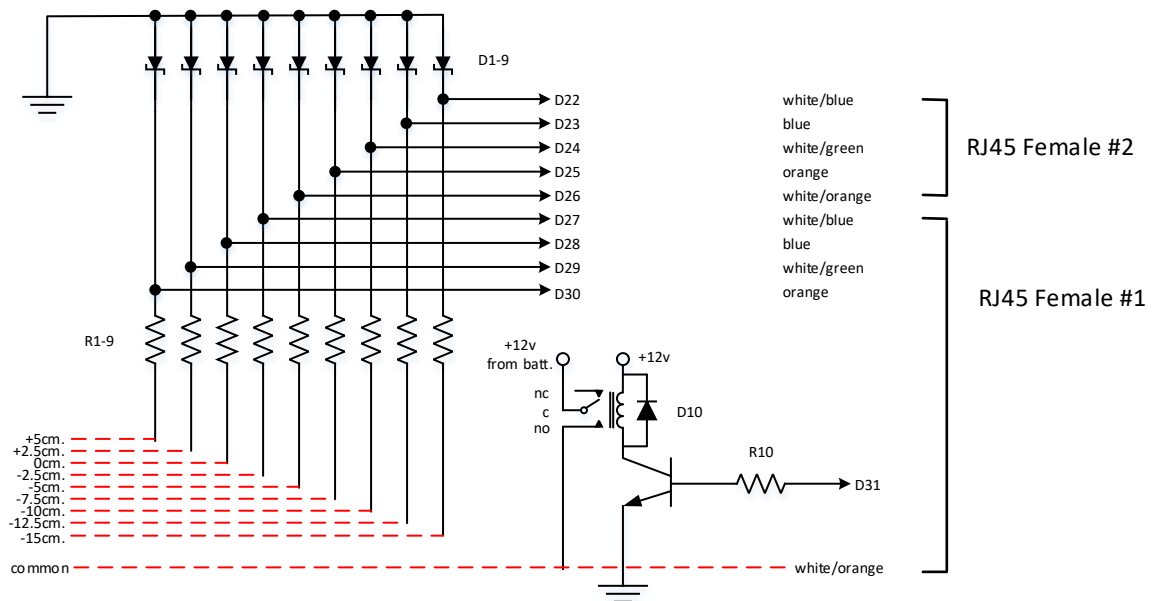 D1-9
D22 white/blue
D23 blue
D24 white/green
D25 orange
D26 white/orange
RJ45 Female #2
D27 white/blue
D28 blue
D29 white/green
D30 orange
RJ45 Female #1
R1-9
+12v
from batt.
+12v
nc
c
no
D10
R10
D31
+5cm.
+2.5cm.
0cm.
-2.5cm.
-5cm.
-7.5cm.
-10cm.
-12.5cm.
-15cm.
common
white/orange